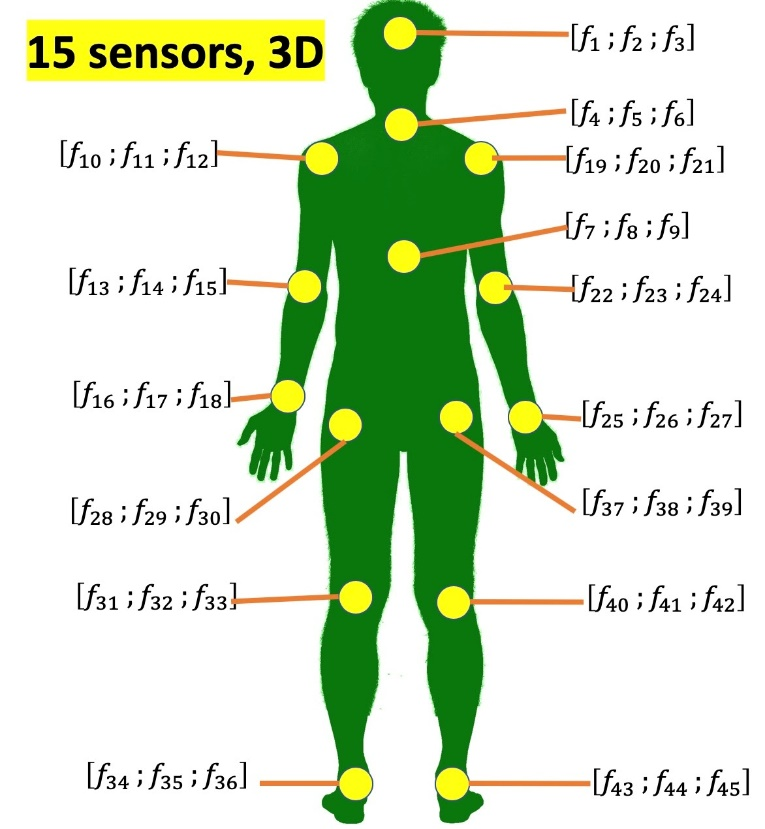 15 sensors, 3D
[f₁ ; f₂ ; f₃]
[f₄ ; f₅ ; f₆]
[f₁₀ ; f₁₁ ; f₁₂]
[f₁₉ ; f₂₀ ; f₂₁]
[f₇ ; f₈ ; f₉]
[f₁₃ ; f₁₄ ; f₁₅]
[f₂₂ ; f₂₃ ; f₂₄]
[f₁₆ ; f₁₇ ; f₁₈]
[f₂₅ ; f₂₆ ; f₂₇]
[f₂₈ ; f₂₉ ; f₃₀]
[f₃₇ ; f₃₈ ; f₃₉]
[f₃₁ ; f₃₂ ; f₃₃]
[f₄₀ ; f₄₁ ; f₄₂]
[f₃₄ ; f₃₅ ; f₃₆]
[f₄₃ ; f₄₄ ; f₄₅]